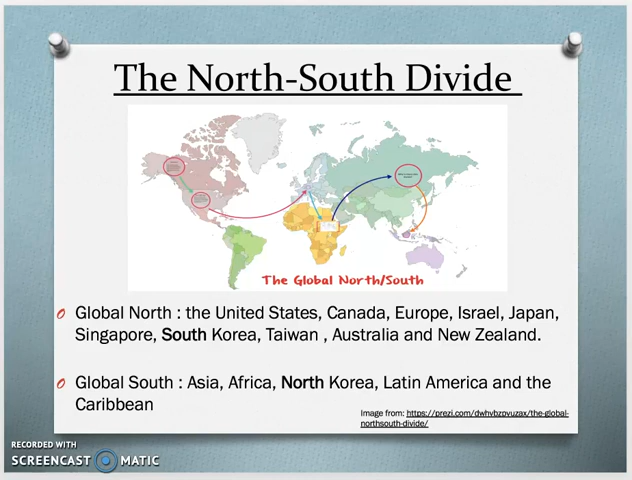 The North-South Divide
The Global North/South
Global North : the United States, Canada, Europe, Israel, Japan,
Singapore, South Korea, Taiwan , Australia and New Zealand.
Global South : Asia, Africa, North Korea, Latin America and the
Caribbean
Image from: https://prezi.com/dwhvbzpvuzax/the-global-
northsouth-divide/
RECORDED WITH
SCREENCAST MATIC